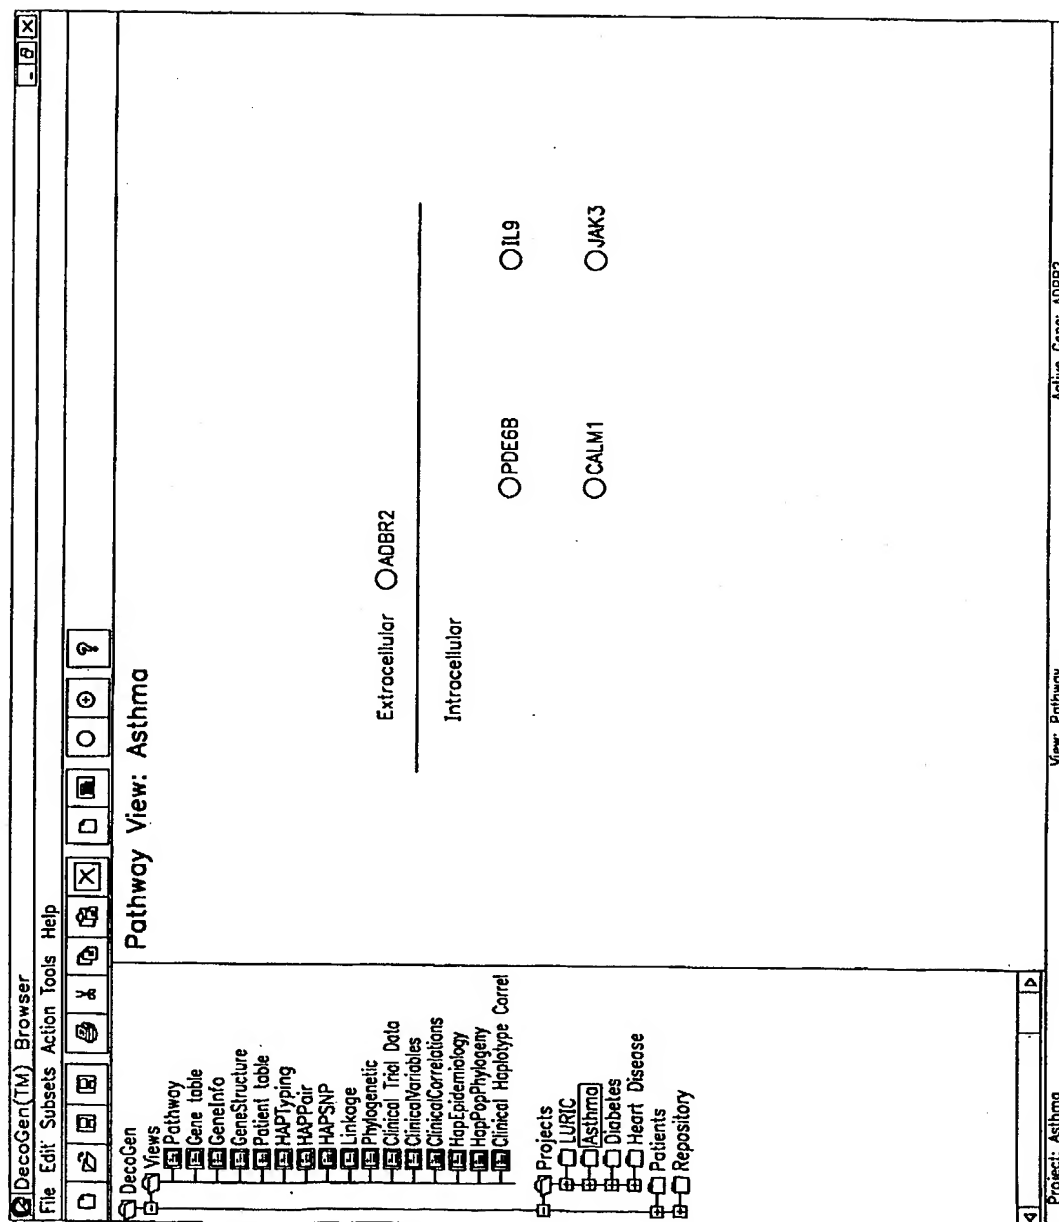 DecoGen(TM) Browser
File Edit Subsets Action Tools Help
DecoGen
Views
Pathway
Gene table
GeneInfo
GeneStructure
Patient table
HAPTyping
HAPPair
HAPSNP
Linkage
Phylogenetic
Clinical Trial Data
ClinicalVariables
ClinicalCorrelations
HapEpidemiology
HapPopPhylogeny
Clinical Haplotype Correl
Projects
LURIC
Asthma
Diabetes
Heart Disease
Patients
Repository
Pathway View: Asthma
Extracellular ADBR2
Intracellular
PDE6B IL9
CALM1 JAK3
Project: Asthma View: Pathway Active Gene: ADBR2